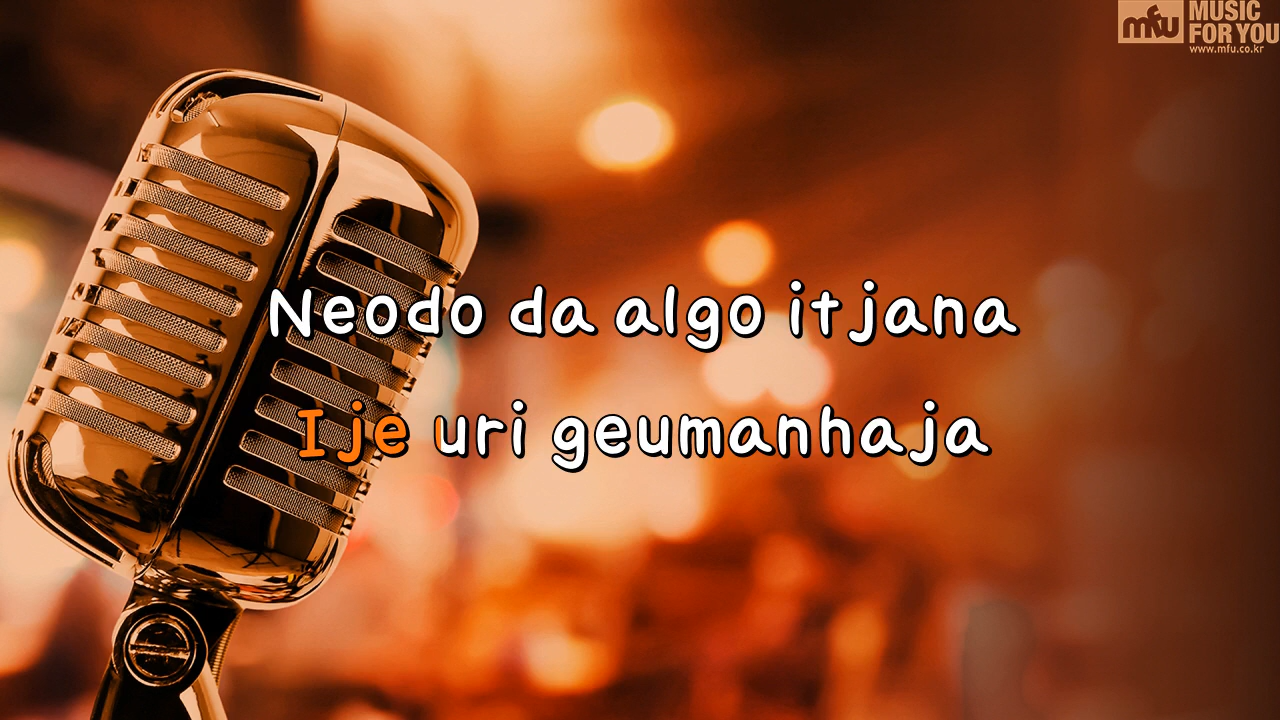 mfu MUSIC
FOR YOU
www.mfu.co.kr
Neodo da algo itjana
Ije uri geumanhaja